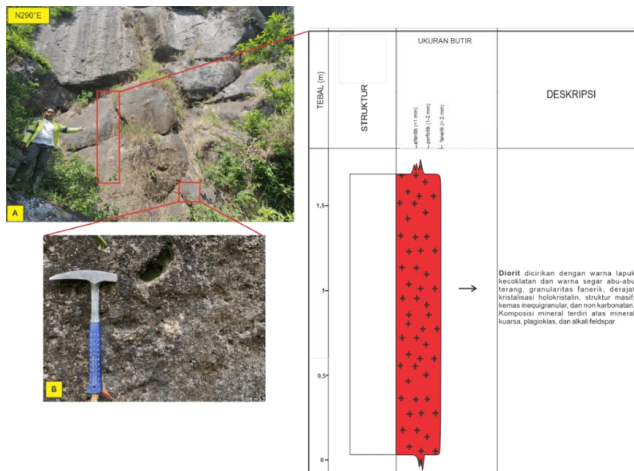 N290°E
A
B
UKURAN BUTIR
TEBAL (m)
STRUKTUR
afanitik (<1 mm)
porfiritik (1-2 mm)
fanerik (> 2 mm)
DESKRIPSI
1,5
1
0,5
0
Diorit dicirikan dengan warna lapuk
kecoklatan dan warna segar abu-abu
terang, granularitas fanerik, derajat
kristalisasi holokristalin, struktur masif,
kemas inequigranular, dan non karbonatan.
Komposisi mineral terdiri atas mineral
kuarsa, plagioklas, dan alkali feldspar.